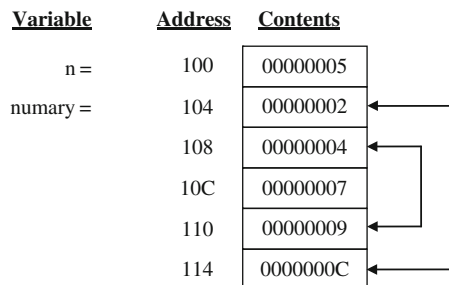 Variable Address Contents
n = 100 00000005
numary = 104 00000002
108 00000004
10C 00000007
110 00000009
114 0000000C